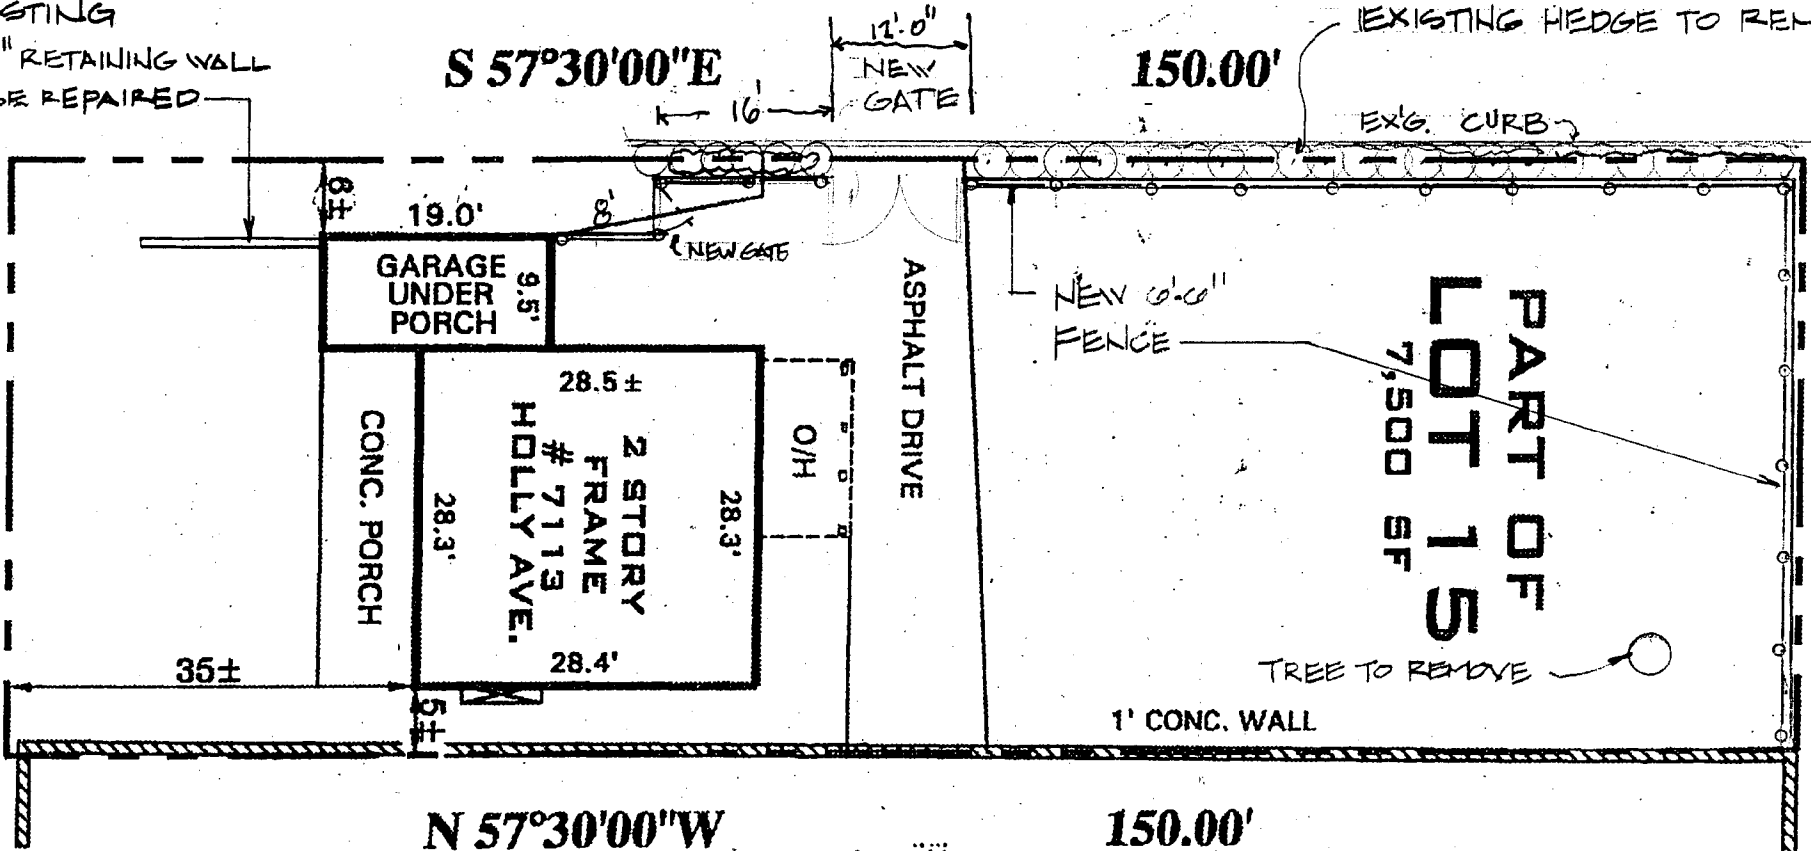 STING
" RETAINING WALL
BE REPAIRED
S 57°30'00"E
12'-0"
NEW
GATE
16'
150.00'
EXISTING HEDGE TO REM
EX'G. CURB
8'
NEW GATE
8±
19.0'
GARAGE
UNDER
PORCH
9.5'
CONC. PORCH
28.5 ±
28.3'
2 STORY
FRAME
# 7113
HOLLY AVE.
28.3'
28.4'
O/H
ASPHALT DRIVE
NEW 6'-6"
FENCE
PART OF
LOT 15
7,500 SF
TREE TO REMOVE
35±
5±
1' CONC. WALL
N 57°30'00"W
150.00'